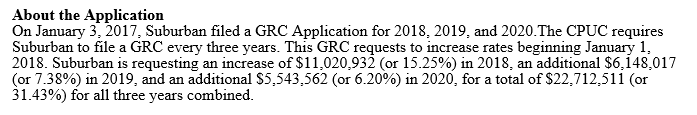 About the Application
On January 3, 2017, Suburban filed a GRC Application for 2018, 2019, and 2020.The CPUC requires
Suburban to file a GRC every three years. This GRC requests to increase rates beginning January 1,
2018. Suburban is requesting an increase of $11,020,932 (or 15.25%) in 2018, an additional $6,148,017
(or 7.38%) in 2019, and an additional $5,543,562 (or 6.20%) in 2020, for a total of $22,712,511 (or
31.43%) for all three years combined.